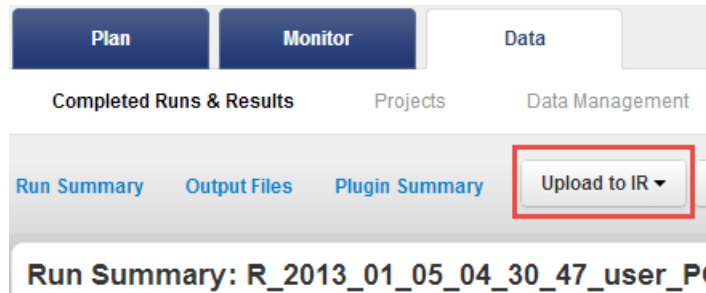 Plan Monitor Data
Completed Runs & Results Projects Data Management
Run Summary Output Files Plugin Summary Upload to IR
Run Summary: R_2013_01_05_04_30_47_user_P